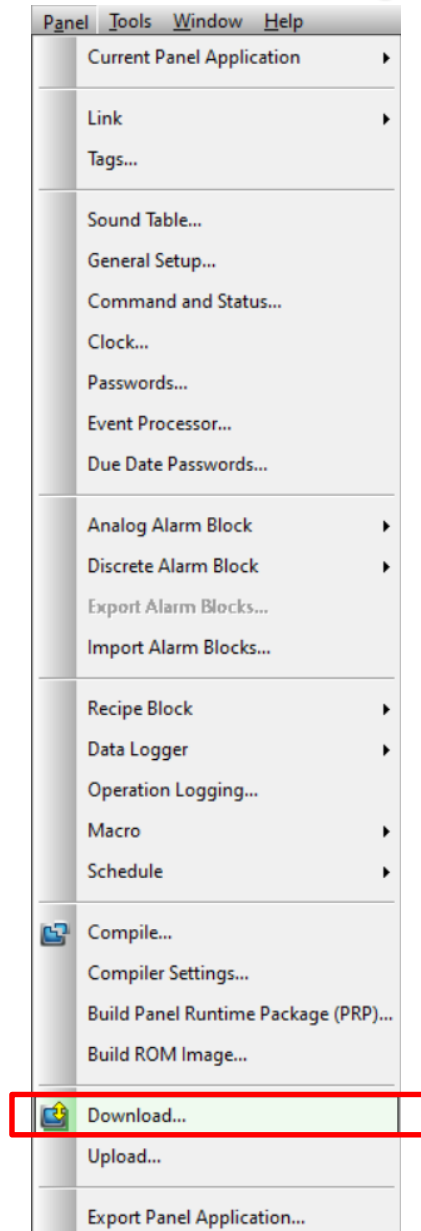 Panel Tools Window Help
Current Panel Application
Link
Tags...
Sound Table...
General Setup...
Command and Status...
Clock...
Passwords...
Event Processor...
Due Date Passwords...
Analog Alarm Block
Discrete Alarm Block
Export Alarm Blocks...
Import Alarm Blocks...
Recipe Block
Data Logger
Operation Logging...
Macro
Schedule
Compile...
Compiler Settings...
Build Panel Runtime Package (PRP)...
Build ROM Image...
Download...
Upload...
Export Panel Application...